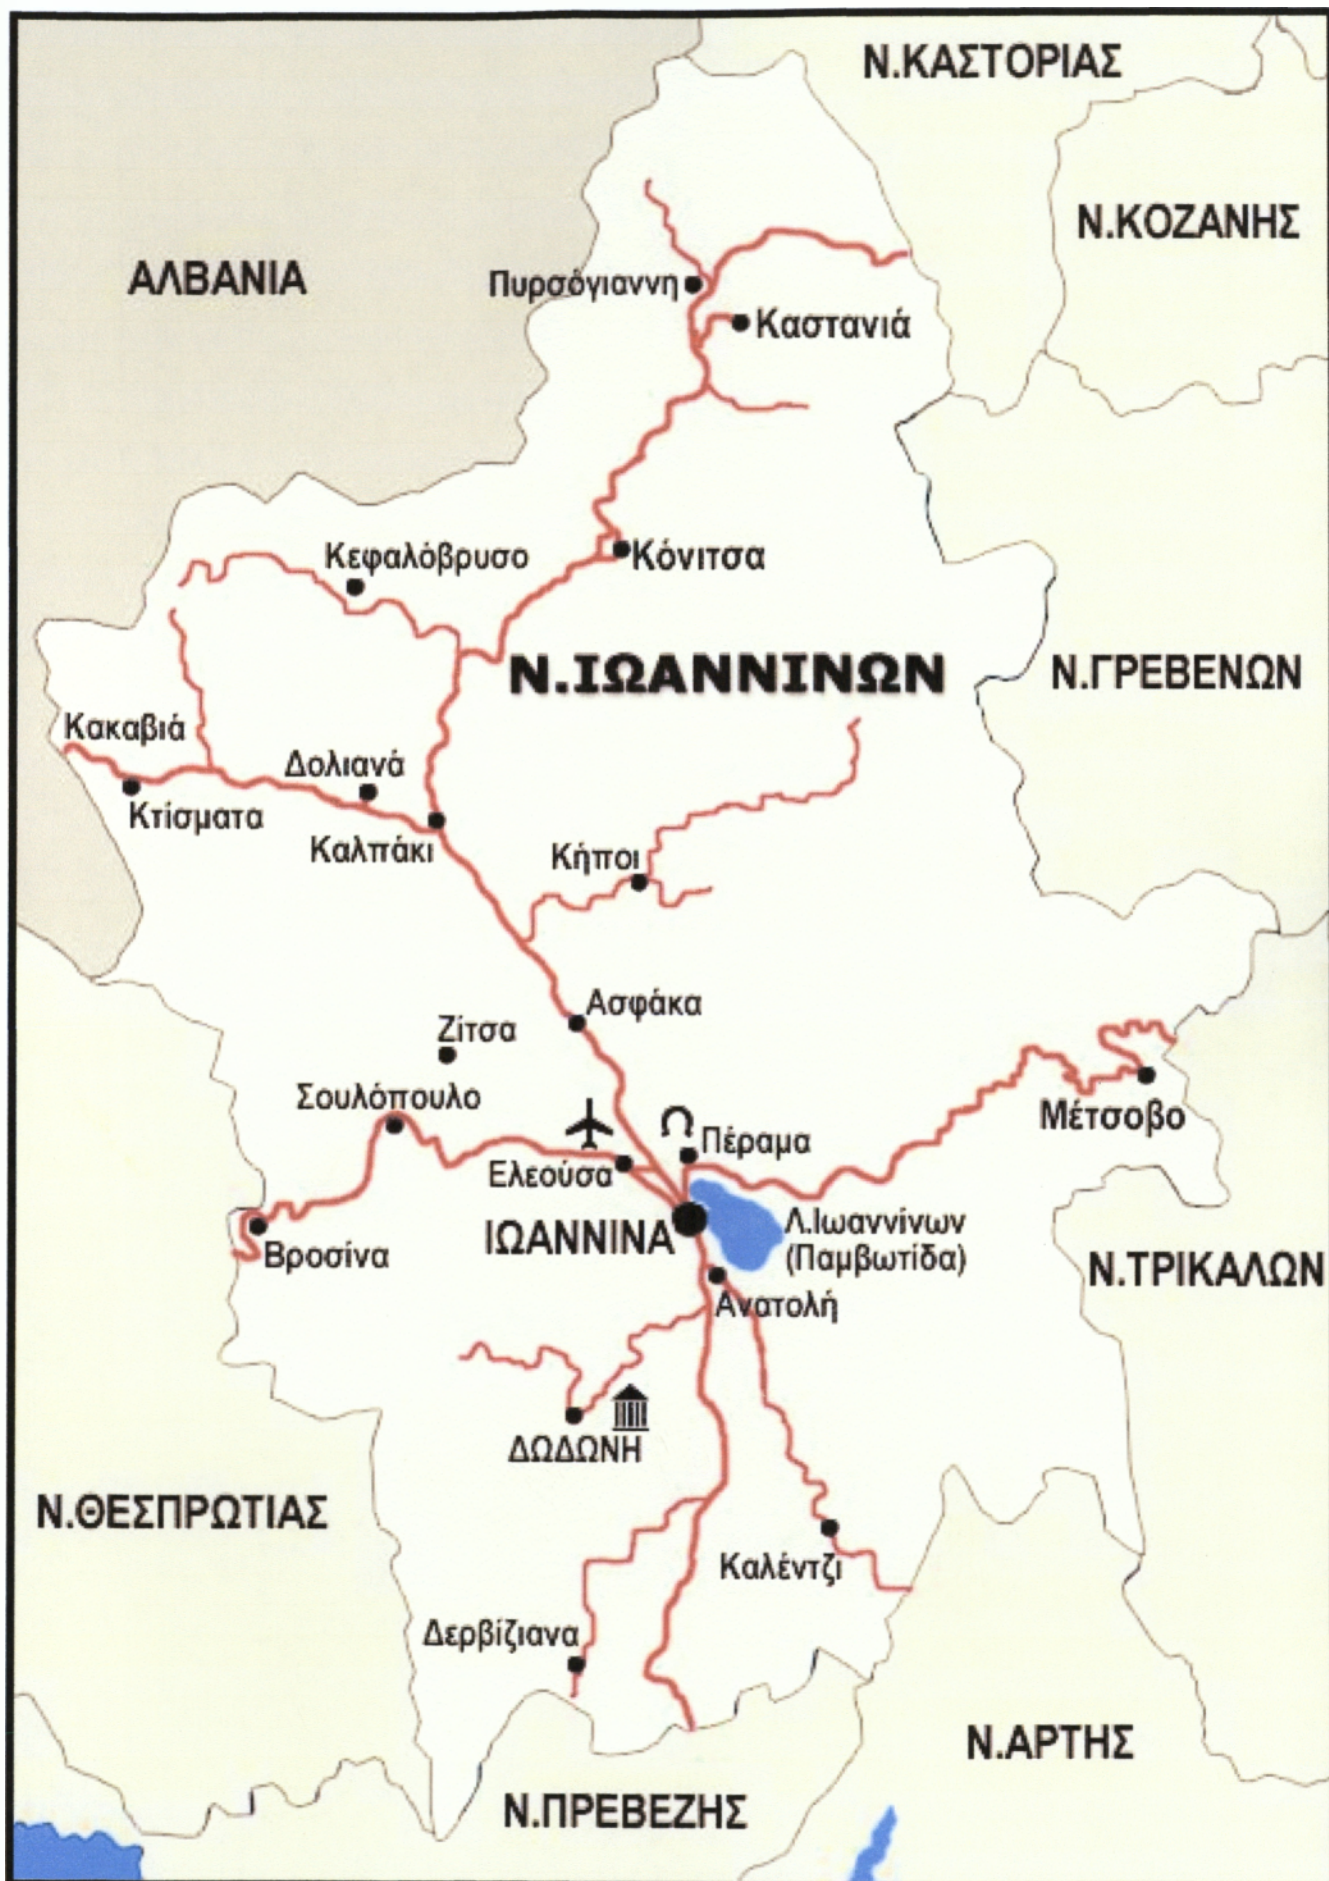 Ν.ΚΑΣΤΟΡΙΑΣ
Ν.ΚΟΖΑΝΗΣ
ΑΛΒΑΝΙΑ
Πυρσόγιαννη
Καστανιά
Κεφαλόβρυσο
Κόνιτσα
Ν.ΙΩΑΝΝΙΝΩΝ
Ν.ΓΡΕΒΕΝΩΝ
Κακαβιά
Δολιανά
Κτίσματα
Καλπάκι
Κήποι
Ασφάκα
Ζίτσα
Σουλόπουλο
Μέτσοβο
Πέραμα
Ελεούσα
ΙΩΑΝΝΙΝΑ
Λ.Ιωαννίνων
(Παμβωτίδα)
Βροσίνα
Ν.ΤΡΙΚΑΛΩΝ
Ανατολή
ΔΩΔΩΝΗ
Ν.ΘΕΣΠΡΩΤΙΑΣ
Καλέντζι
Δερβίζιανα
Ν.ΑΡΤΗΣ
Ν.ΠΡΕΒΕΖΗΣ